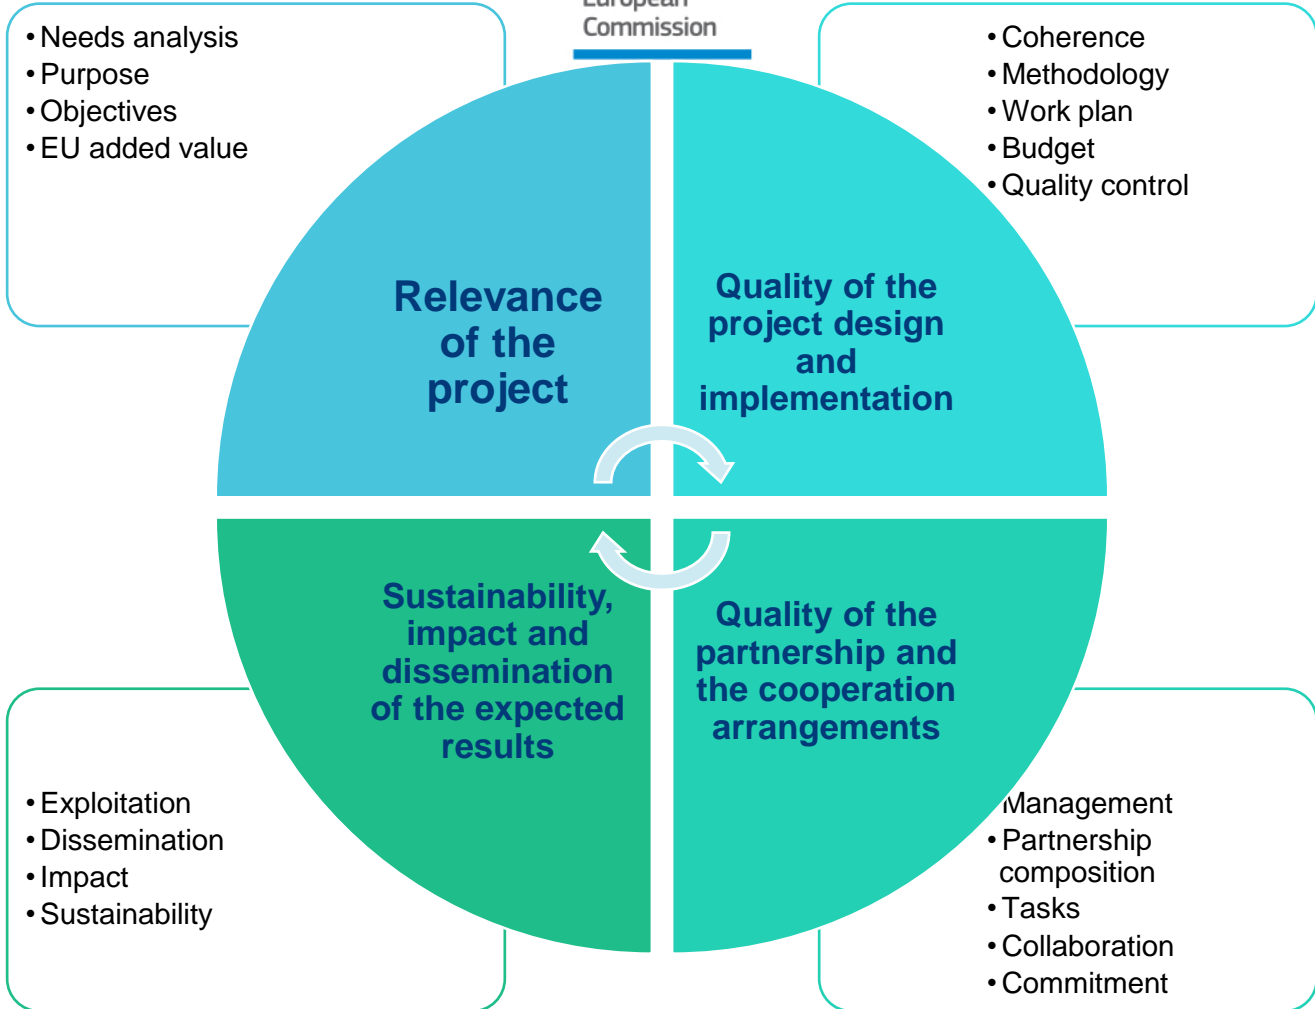 European
Commission
• Needs analysis
• Purpose
• Objectives
• EU added value
• Coherence
• Methodology
• Work plan
• Budget
• Quality control
Relevance
of the
project
Quality of the
project design
and
implementation
Sustainability,
impact and
dissemination
of the expected
results
Quality of the
partnership and
the cooperation
arrangements
• Exploitation
• Dissemination
• Impact
• Sustainability
Management
• Partnership
composition
• Tasks
• Collaboration
• Commitment